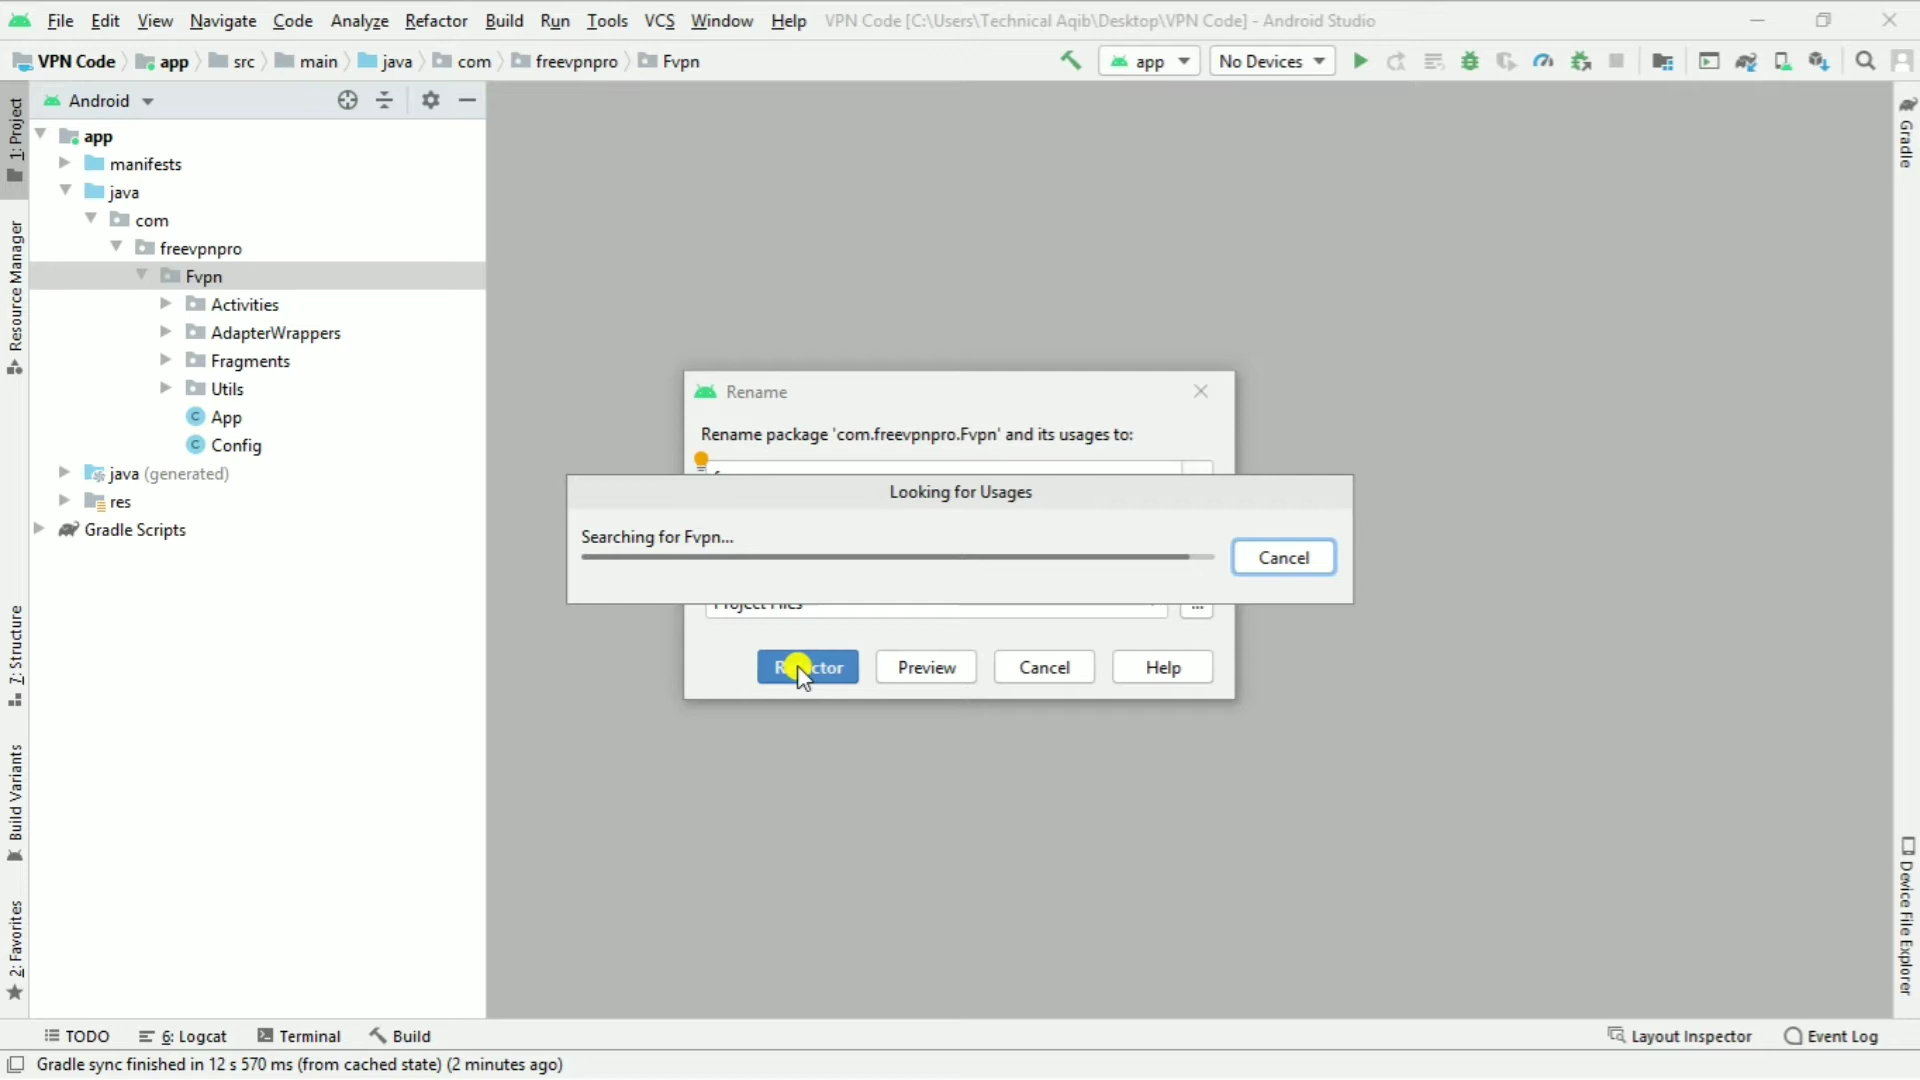 File Edit View Navigate Code Analyze Refactor Build Run Tools VCS Window Help VPN Code [C:\Users\Technical Aqib\Desktop\VPN Code] - Android Studio
VPN Code app src main java com freevpnpro Fvpn app No Devices
1: Project
Resource Manager
7: Structure
Build Variants
2: Favorites
Android
app
manifests
java
com
freevpnpro
Fvpn
Activities
AdapterWrappers
Fragments
Utils
App
Config
java (generated)
res
Gradle Scripts
Rename
Rename package 'com.freevpnpro.Fvpn' and its usages to:
Looking for Usages
Searching for Fvpn...
Cancel
Project Files
...
Preview Cancel Help
Gradle
Device File Explorer
TODO 6: Logcat Terminal Build Layout Inspector Event Log
Gradle sync finished in 12 s 570 ms (from cached state) (2 minutes ago)